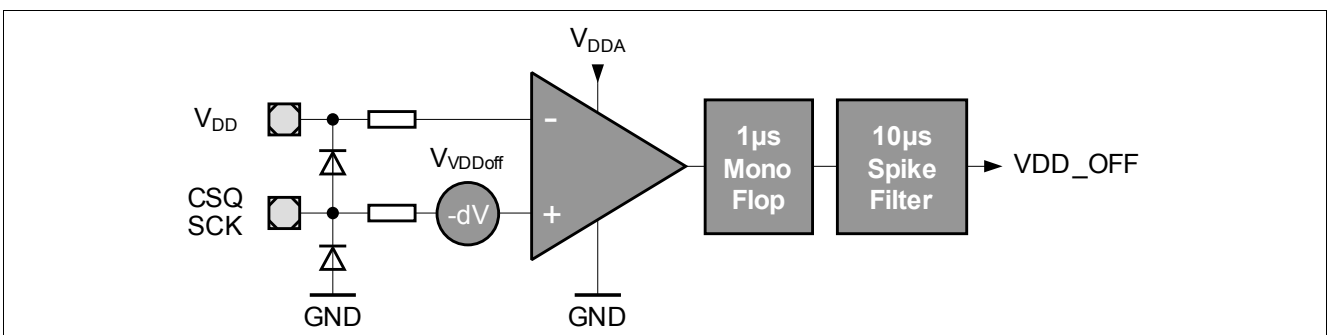 VDDA
VDD
-
1µs
Mono
Flop
10µs
Spike
Filter
VDD_OFF
VVDDoff
CSQ
SCK
-dV
+
GND
GND